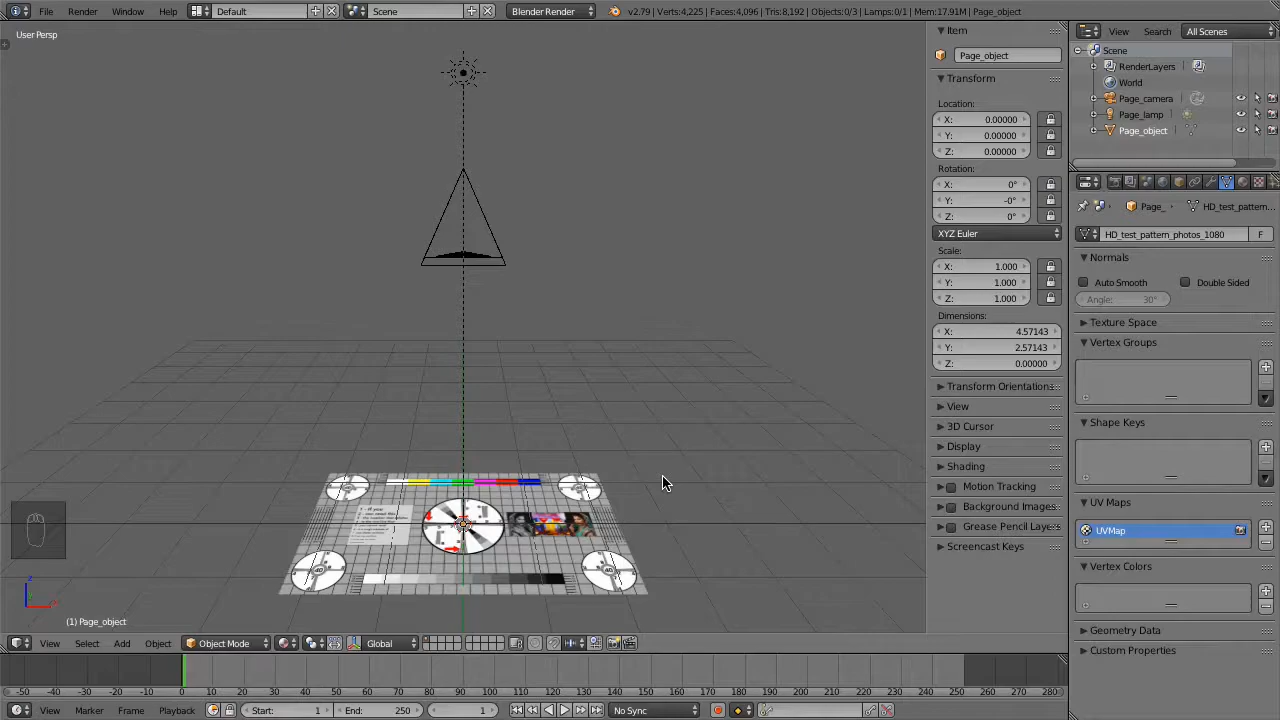 File Render Window Help Default Scene Blender Render v2.79 | Verts:4,225 | Faces:4,096 | Tris:8,192 | Objects:0/3 | Lamps:0/1 | Mem:17.91M | Page_object
User Persp
Item
Page_object
Transform
Location:
X: 0.00000
Y: 0.00000
Z: 0.00000
Rotation:
X: 0°
Y: -0°
Z: 0°
XYZ Euler
Scale:
X: 1.000
Y: 1.000
Z: 1.000
Dimensions:
X: 4.57143
Y: 2.57143
Z: 0.00000
Transform Orientations
View
3D Cursor
Display
Shading
Motion Tracking
Background Images
Grease Pencil Laye
Screencast Keys
View Search All Scenes
Scene
RenderLayers
World
Page_camera
Page_lamp
Page_object
Page_ HD_test_pattern...
HD_test_pattern_photos_1080 F
Normals
Auto Smooth Double Sided
Angle: 30°
Texture Space
Vertex Groups
Shape Keys
UV Maps
UVMap
Vertex Colors
Geometry Data
Custom Properties
z
(1) Page_object
View Select Add Object Object Mode Global
-50 -40 -30 -20 -10 0 10 20 30 40 50 60 70 80 90 100 110 120 130 140 150 160 170 180 190 200 210 220 230 240 250 260 270 280
View Marker Frame Playback Start: 1 End: 250 1 No Sync